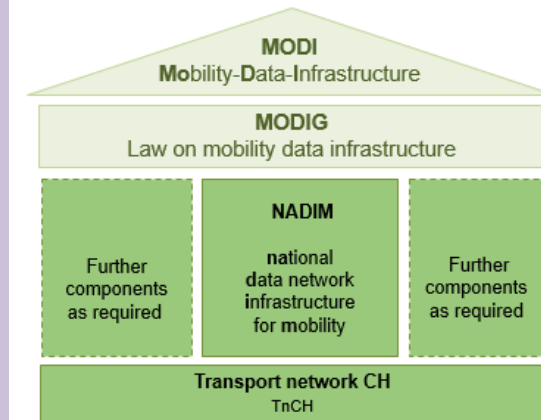 MODI
Mobility-Data-Infrastructure
MODIG
Law on mobility data infrastructure
Further
components
as required
NADIM
national
data network
infrastructure
for mobility
Further
components
as required
Transport network CH
TnCH